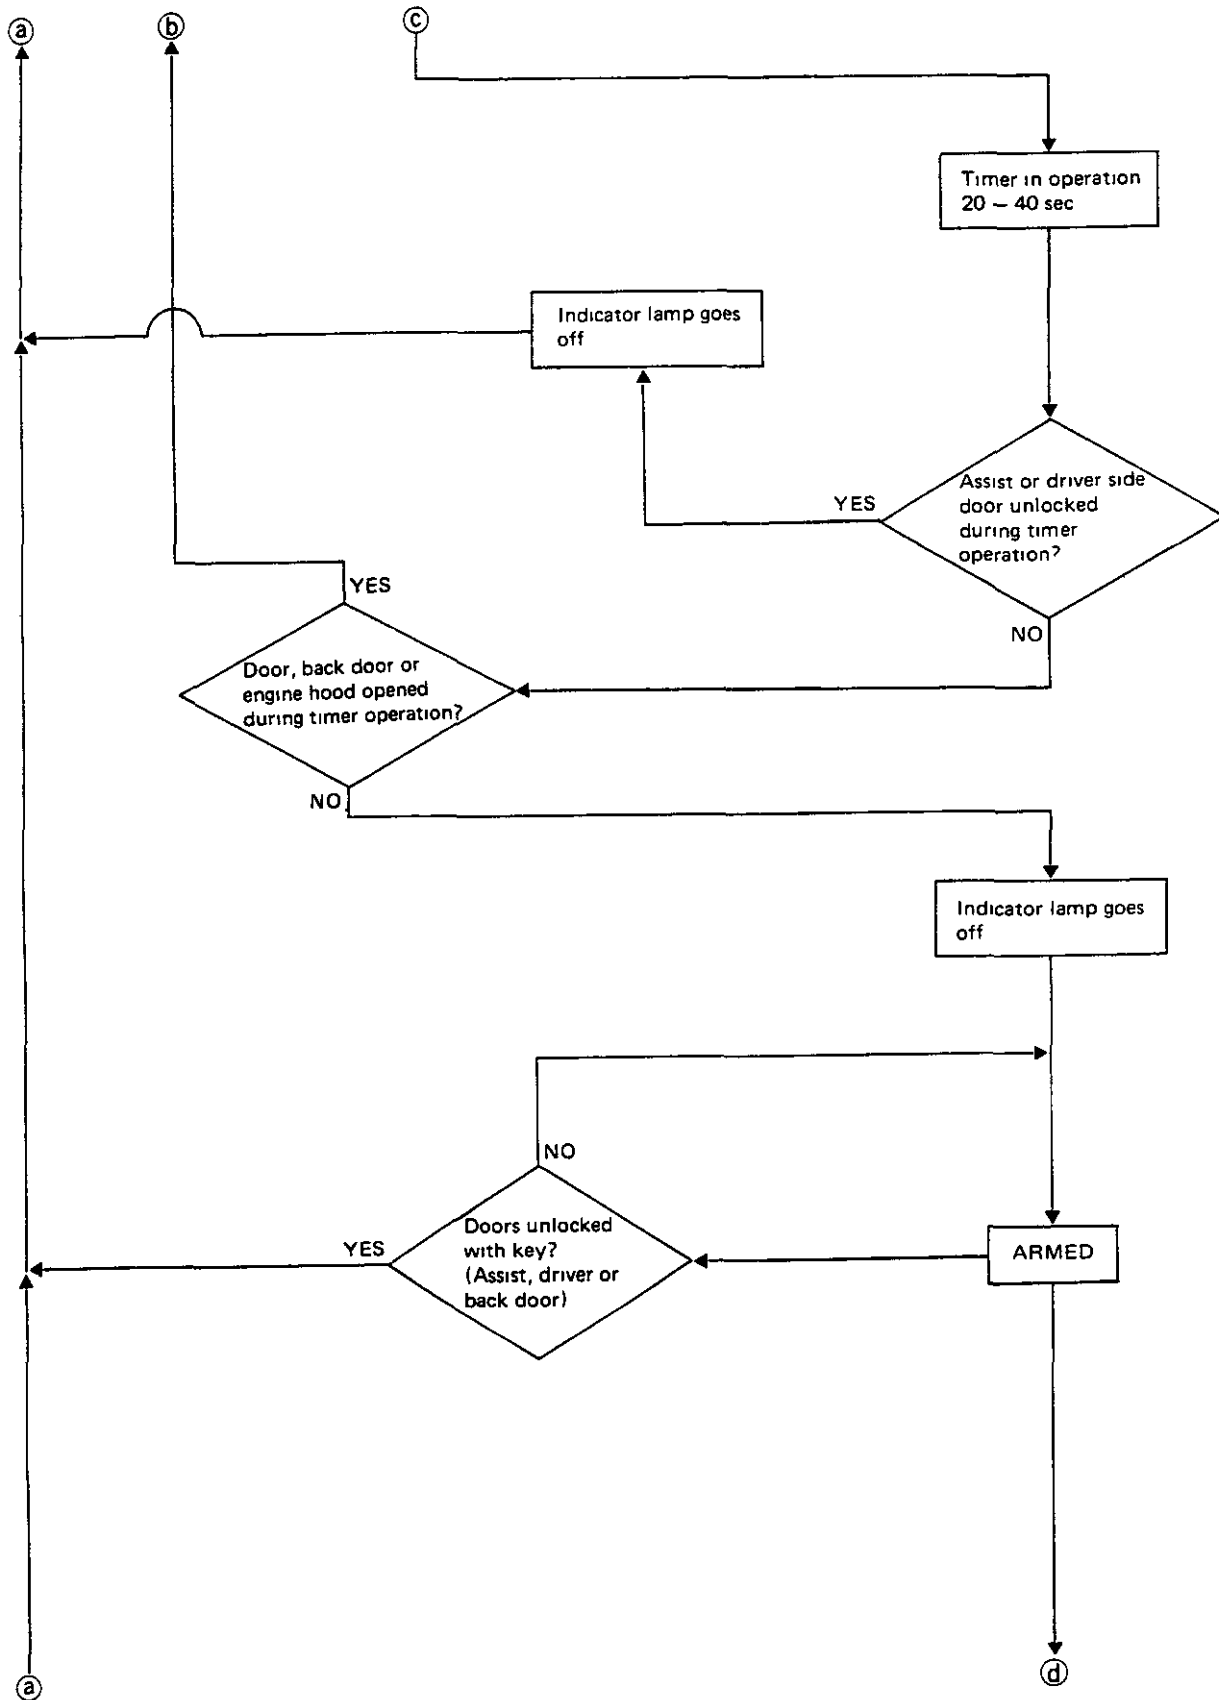 a
b
c
Timer in operation
20 – 40 sec
Indicator lamp goes
off
Assist or driver side
door unlocked
during timer
operation?
YES
NO
YES
Door, back door or
engine hood opened
during timer operation?
NO
Indicator lamp goes
off
NO
Doors unlocked
with key?
(Assist, driver or
back door)
YES
ARMED
a
d